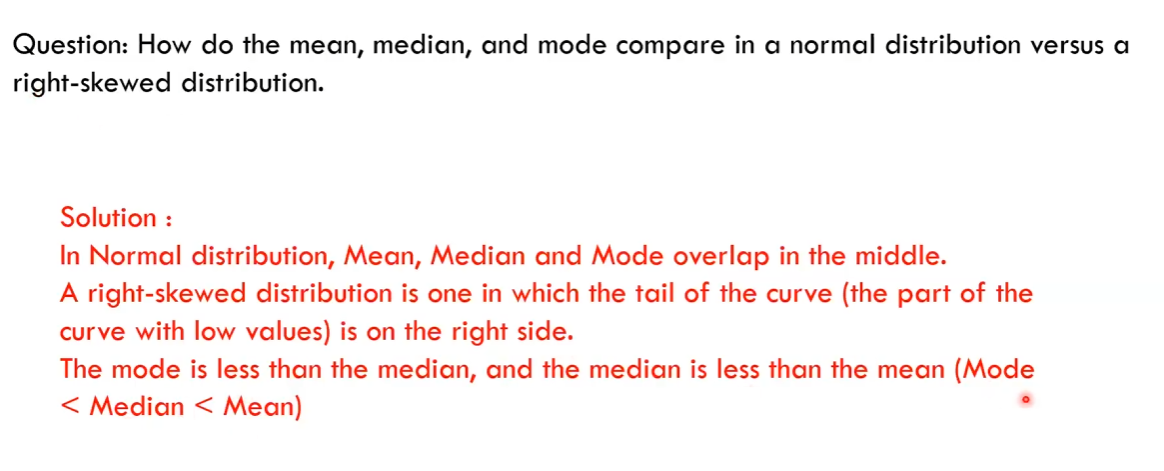 Question: How do the mean, median, and mode compare in a normal distribution versus a
right-skewed distribution.
Solution :
In Normal distribution, Mean, Median and Mode overlap in the middle.
A right-skewed distribution is one in which the tail of the curve (the part of the
curve with low values) is on the right side.
The mode is less than the median, and the median is less than the mean (Mode
< Median < Mean)